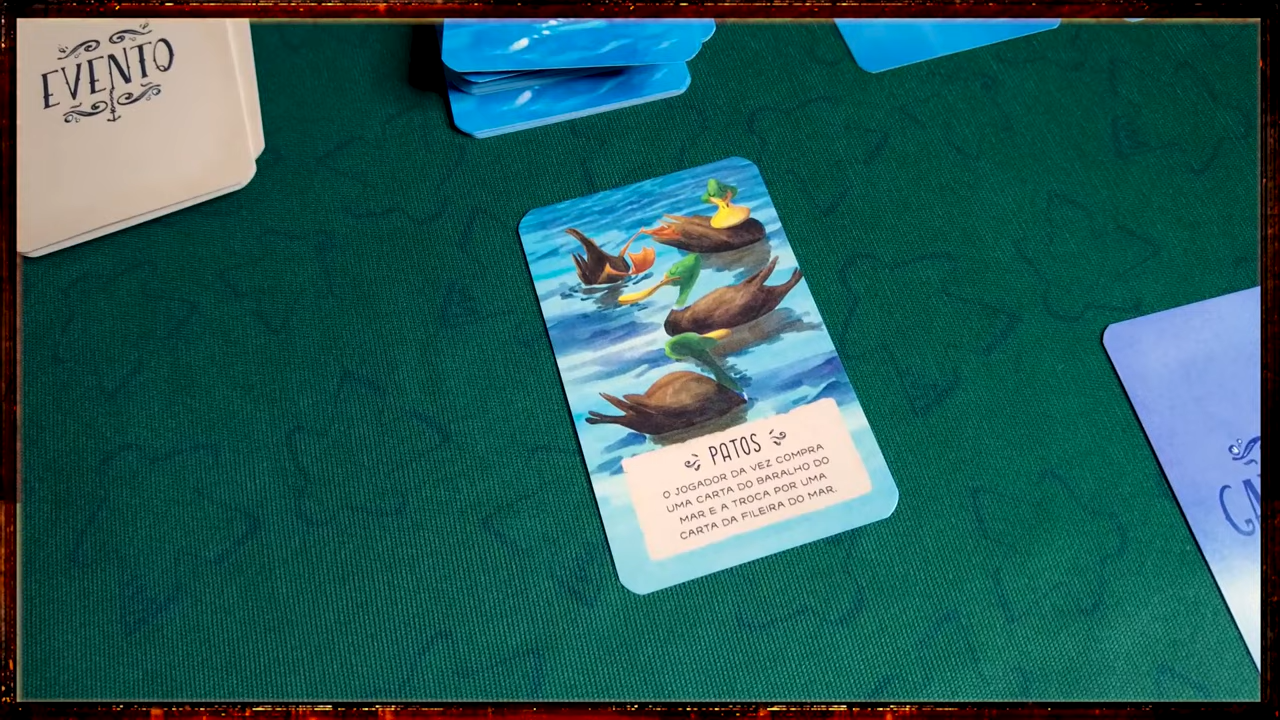 EVENTO
PATOS
O JOGADOR DA VEZ COMPRA
UMA CARTA DO BARALHO DO
MAR E A TROCA POR UMA
CARTA DA FILEIRA DO MAR.